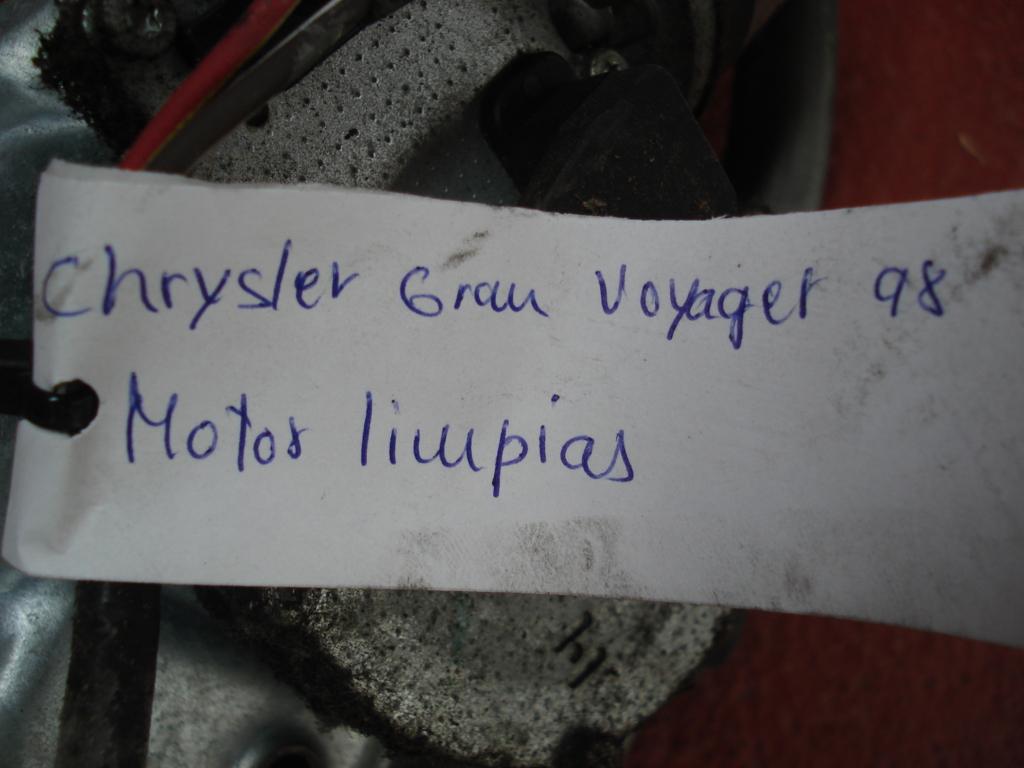 Chrysler Gran Voyager 98
Motor limpias